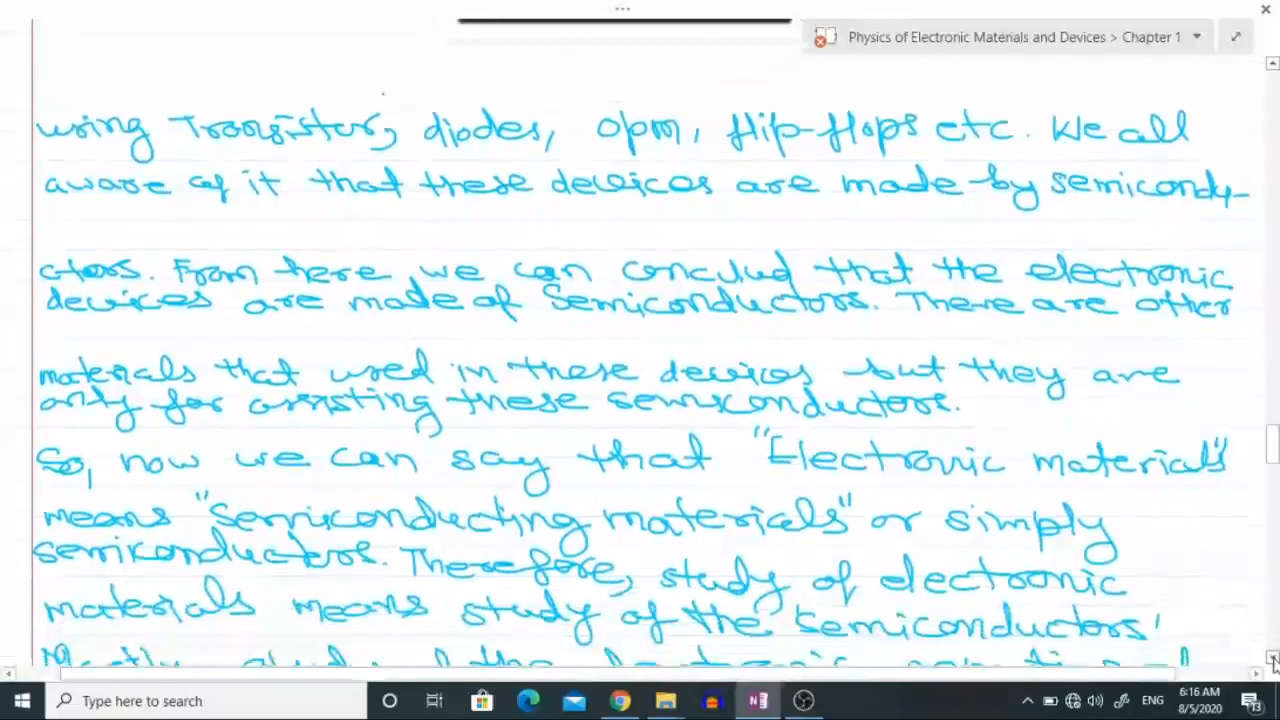 ...
Physics of Electronic Materials and Devices > Chapter 1
using Transistor, diodes, opm, flip-flops etc. We all
aware of it that these devices are made by semicondu-
ctors. From here we can conclud that the electronic
devices are made of Semiconductors. There are other
materials that used in these devices but they are
only for assisting these semiconductors.
So, now we can say that "Electronic materials"
means "Semiconducting materials" or simply
semiconductors. Therefore, study of electronic
materials means study of the semiconductors'
Type here to search
ENG
6:16 AM
8/5/2020
13